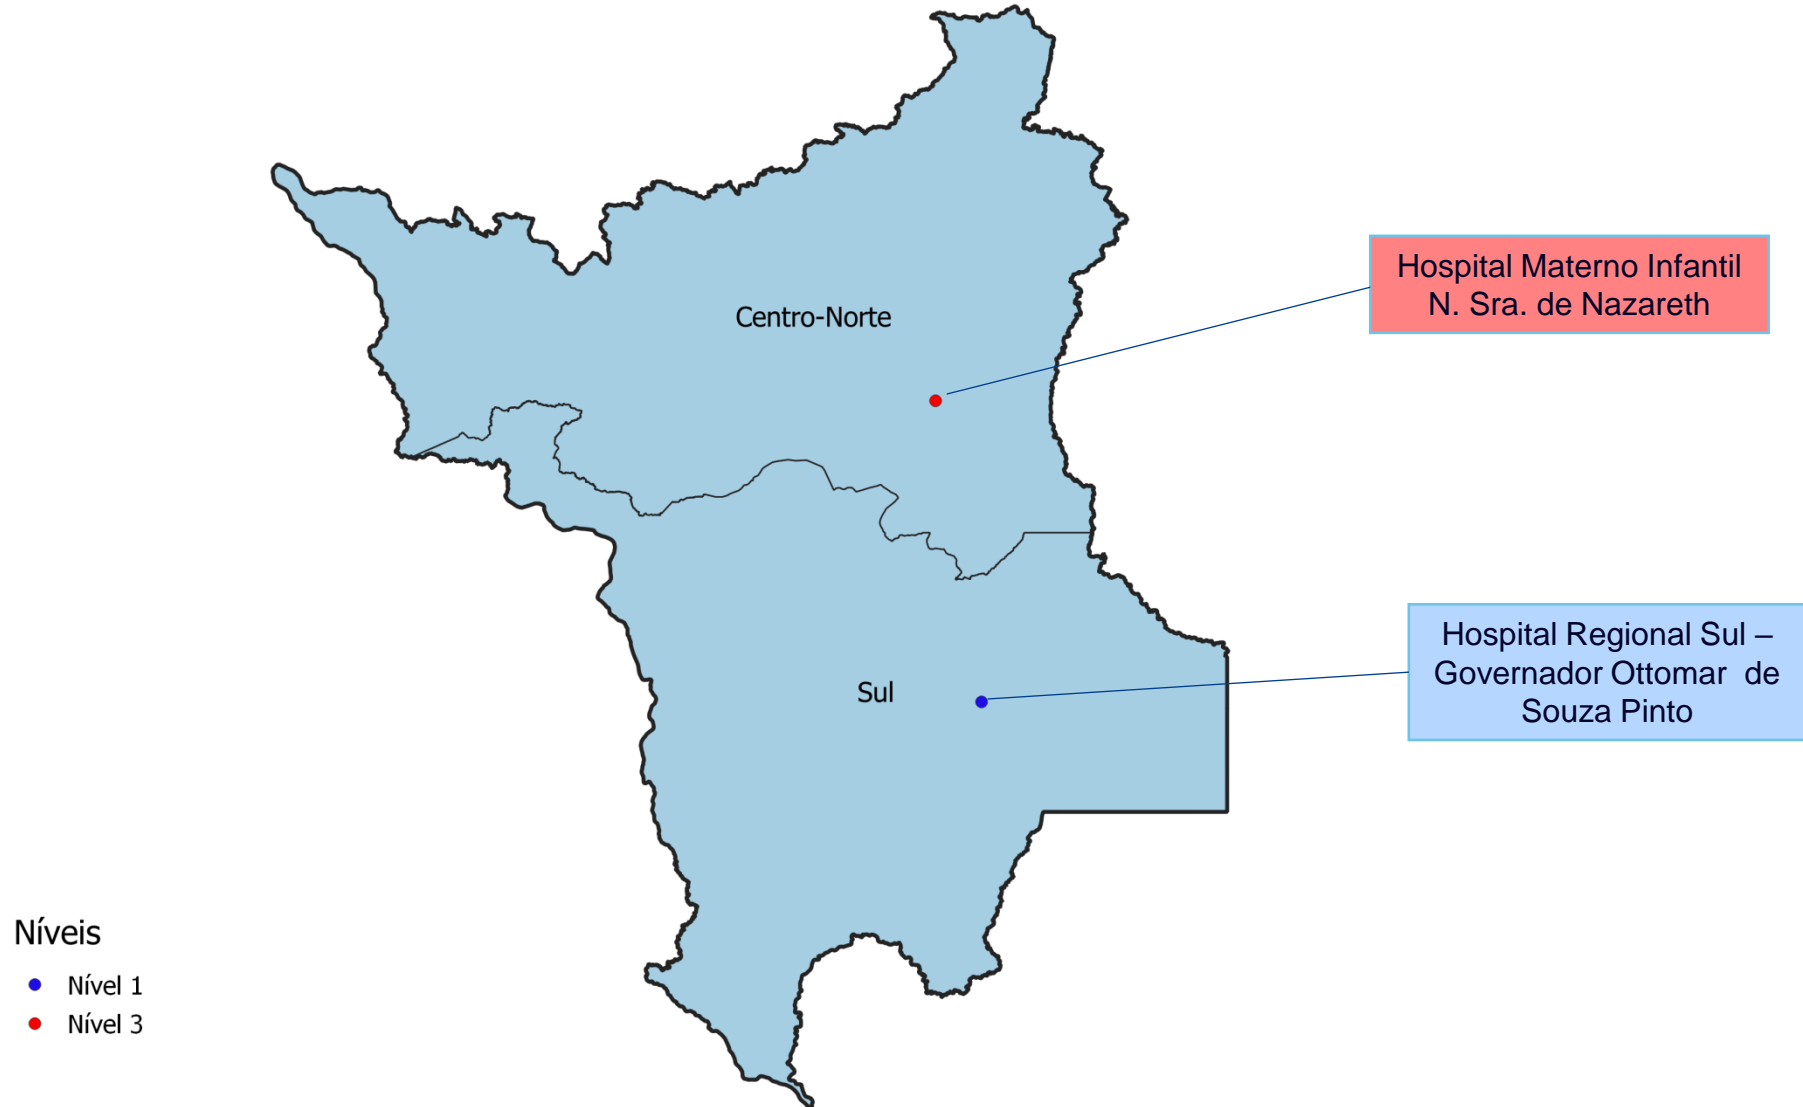 Centro-Norte
Hospital Materno Infantil
N. Sra. de Nazareth
Sul
Hospital Regional Sul –
Governador Ottomar  de
Souza Pinto
Níveis
Nível 1
Nível 3